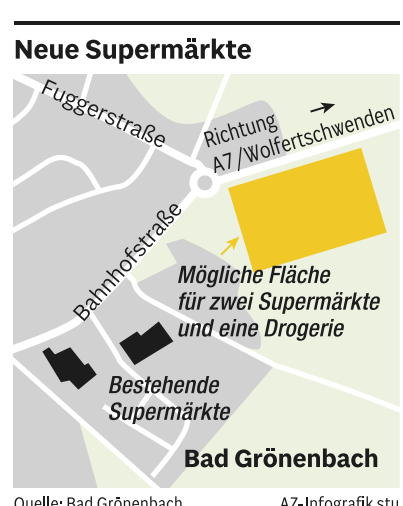 Neue Supermärkte
Fuggerstraße
Richtung
A7/Wolfertschwenden
Bahnhofstraße
Mögliche Fläche
für zwei Supermärkte
und eine Drogerie
Bestehende
Supermärkte
Bad Grönenbach
Quelle: Bad Grönenbach
AZ-Infografik stu